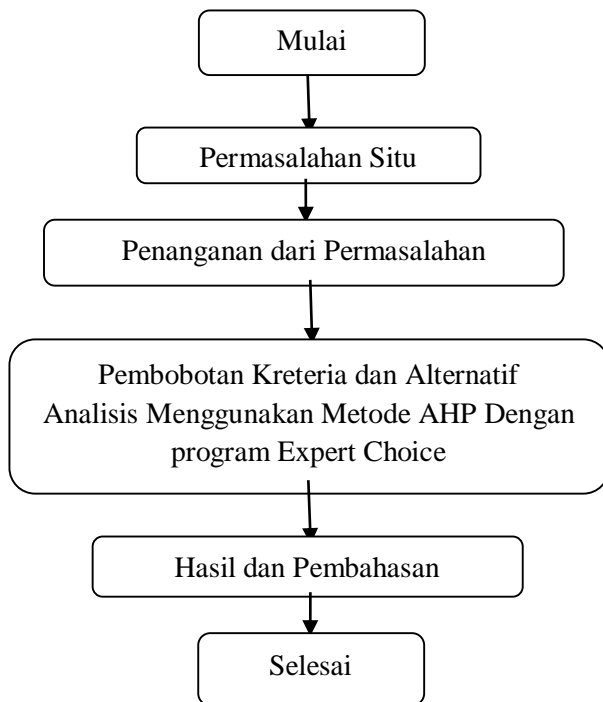 Mulai
Permasalahan Situ
Penanganan dari Permasalahan
Pembobotan Kreteria dan Alternatif
Analisis Menggunakan Metode AHP Dengan
program Expert Choice
Hasil dan Pembahasan
Selesai